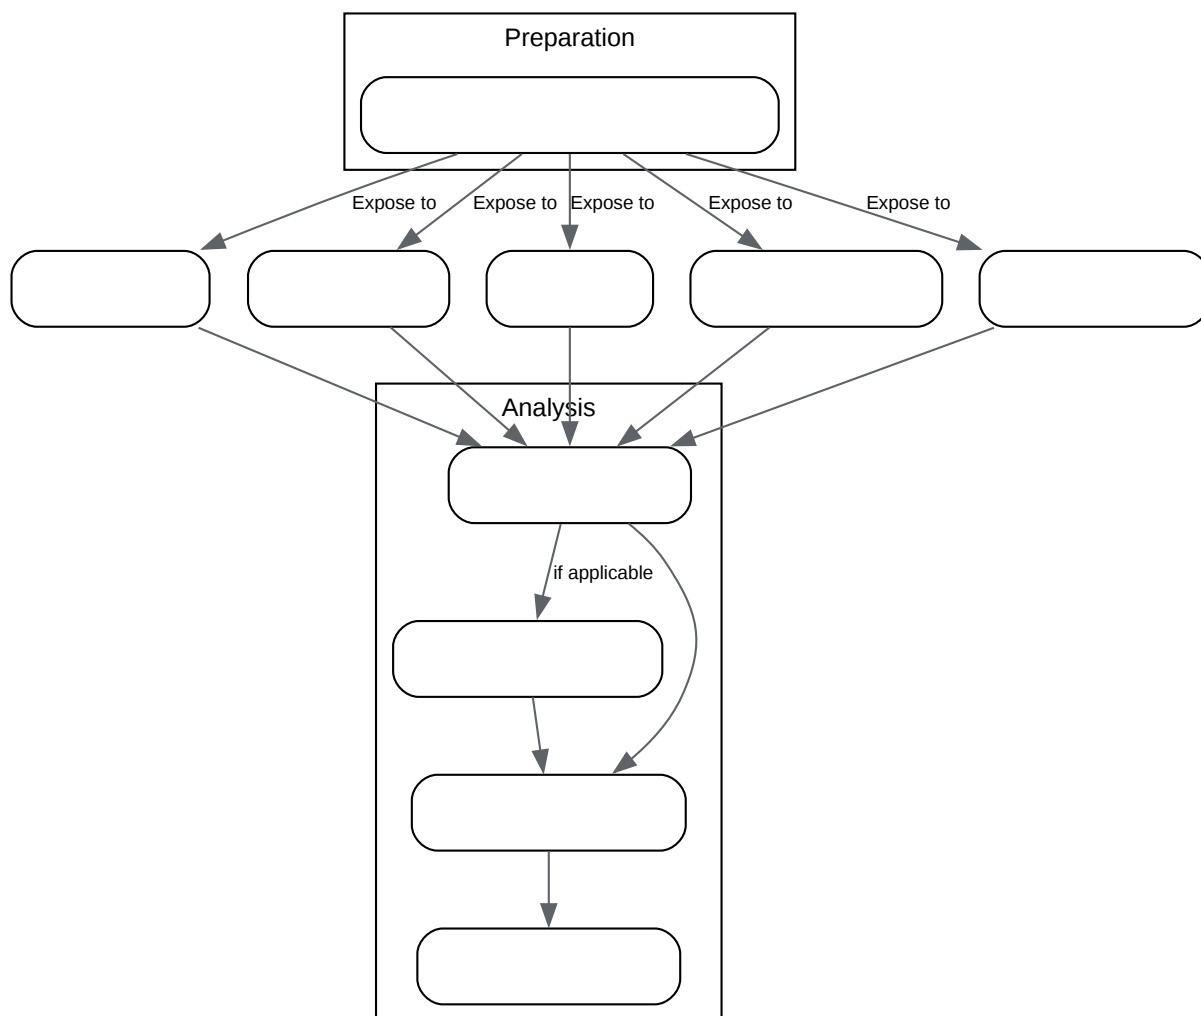 Preparation
Expose to
Expose to
Expose to
Expose to
Expose to
Analysis
if applicable